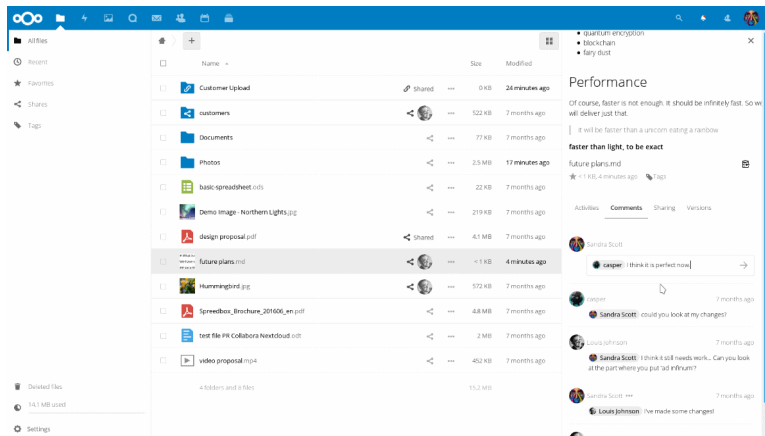 All files
Recent
Favorites
Shares
Tags
Deleted files
14.1 MB used
Settings
+
Name Size Modified
Customer Upload Shared 0 KB 24 minutes ago
customers 522 KB 7 months ago
Documents 77 KB 7 months ago
Photos 2.5 MB 17 minutes ago
basic-spreadsheet.ods 22 KB 7 months ago
Demo Image - Northern Lights.jpg 219 KB 7 months ago
design proposal.pdf Shared 4.1 MB 7 months ago
future plans.md < 1 KB 4 minutes ago
Hummingbird.jpg 572 KB 7 months ago
Spreedbox_Brochure_201606_en.pdf 4.8 MB 7 months ago
test file PR Collabora Nextcloud.odt 2 MB 7 months ago
video proposal.mp4 452 KB 7 months ago
4 folders and 8 files 15.2 MB
• quantum encryption
• blockchain
• fairy dust
Performance
Of course, faster is not enough. It should be infinitely fast. So we
will deliver just that.
it will be faster than a unicorn eating a rainbow
faster than light, to be exact
future plans.md
< 1 KB, 4 minutes ago Tags
Activities Comments Sharing Versions
Sandra Scott
casper I think it is perfect now.
casper 7 months ago
Sandra Scott could you look at my changes?
Louis Johnson 7 months ago
Sandra Scott I think it still needs work... Can you look
at the part where you put 'ad infinum'?
Sandra Scott 7 months ago
Louis Johnson I've made some changes!